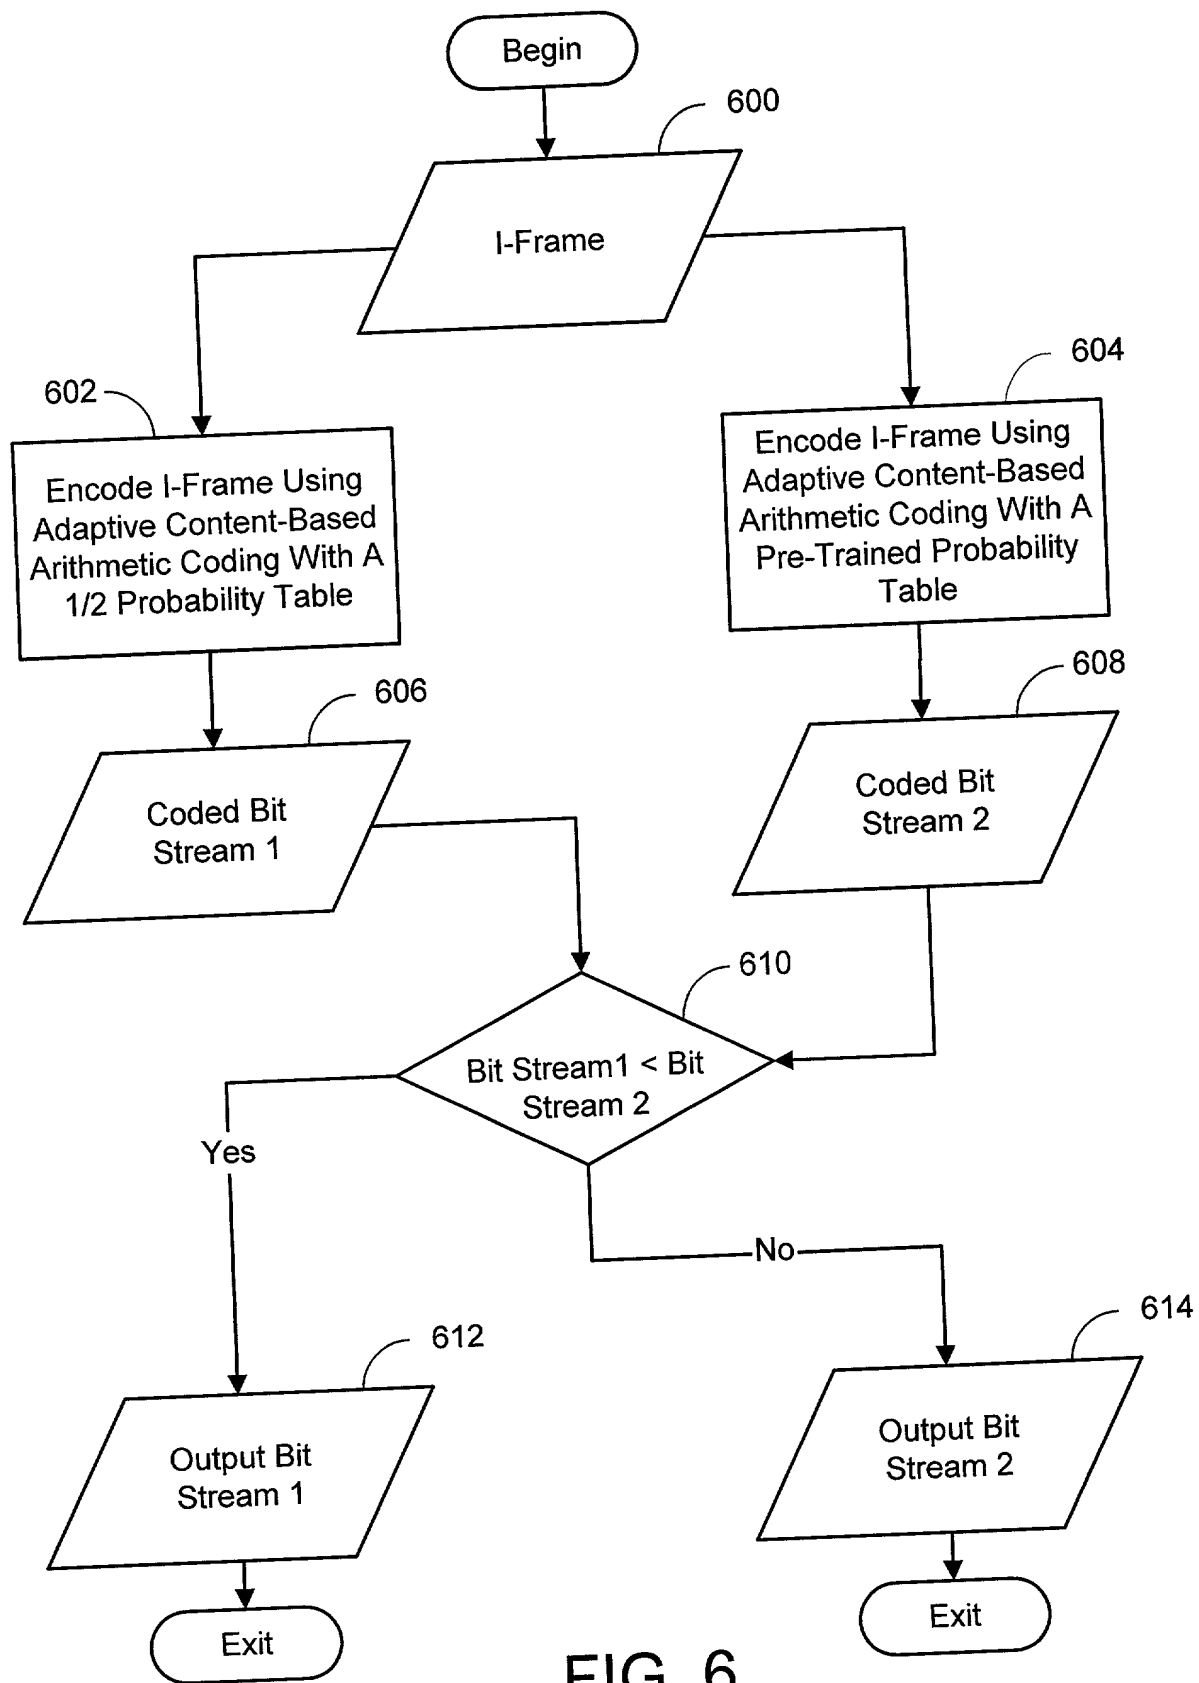 Begin
600
I-Frame
602
604
Encode I-Frame Using
Adaptive Content-Based
Arithmetic Coding With A
1/2 Probability Table
Encode I-Frame Using
Adaptive Content-Based
Arithmetic Coding With A
Pre-Trained Probability
Table
606
608
Coded Bit
Stream 1
Coded Bit
Stream 2
610
Bit Stream1 < Bit
Stream 2
Yes
No
612
614
Output Bit
Stream 1
Output Bit
Stream 2
Exit
Exit
FIG. 6